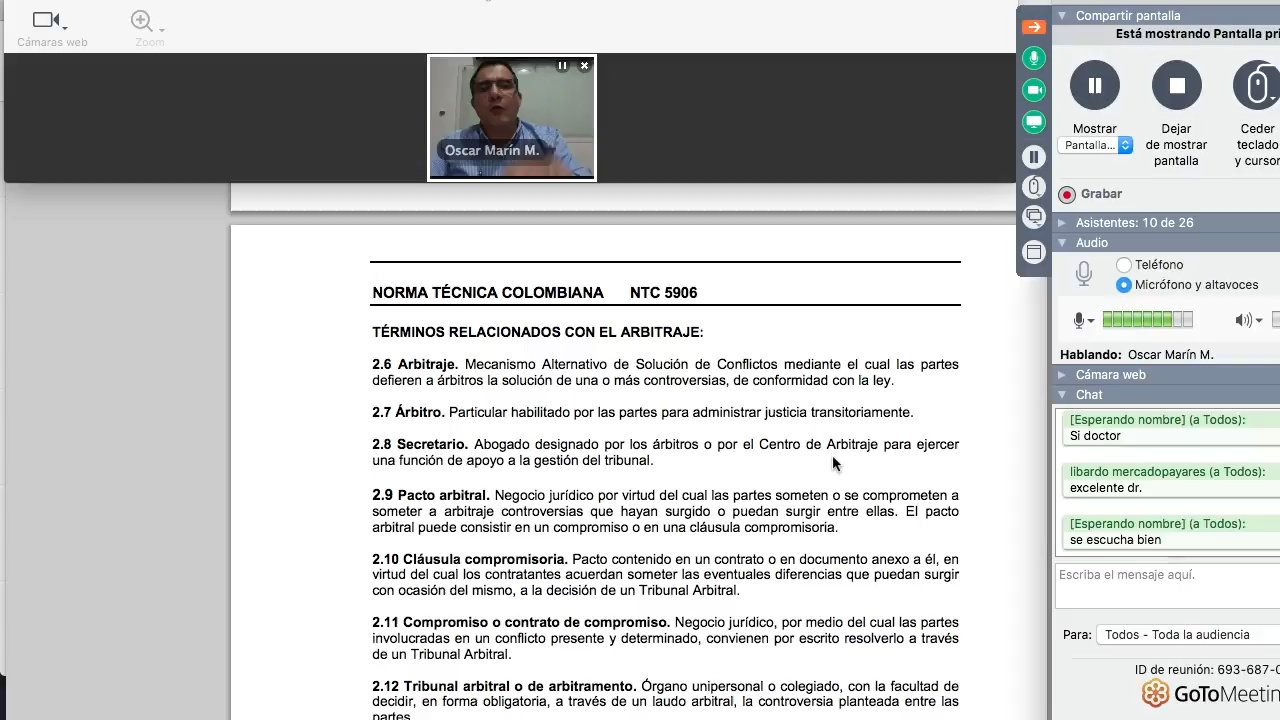 Cámaras web
Zoom
Oscar Marín M.
NORMA TÉCNICA COLOMBIANA NTC 5906
TÉRMINOS RELACIONADOS CON EL ARBITRAJE:
2.6 Arbitraje. Mecanismo Alternativo de Solución de Conflictos mediante el cual las partes
defieren a árbitros la solución de una o más controversias, de conformidad con la ley.
2.7 Árbitro. Particular habilitado por las partes para administrar justicia transitoriamente.
2.8 Secretario. Abogado designado por los árbitros o por el Centro de Arbitraje para ejercer
una función de apoyo a la gestión del tribunal.
2.9 Pacto arbitral. Negocio jurídico por virtud del cual las partes someten o se comprometen a
someter a arbitraje controversias que hayan surgido o puedan surgir entre ellas. El pacto
arbitral puede consistir en un compromiso o en una cláusula compromisoria.
2.10 Cláusula compromisoria. Pacto contenido en un contrato o en documento anexo a él, en
virtud del cual los contratantes acuerdan someter las eventuales diferencias que puedan surgir
con ocasión del mismo, a la decisión de un Tribunal Arbitral.
2.11 Compromiso o contrato de compromiso. Negocio jurídico, por medio del cual las partes
involucradas en un conflicto presente y determinado, convienen por escrito resolverlo a través
de un Tribunal Arbitral.
2.12 Tribunal arbitral o de arbitramento. Órgano unipersonal o colegiado, con la facultad de
decidir, en forma obligatoria, a través de un laudo arbitral, la controversia planteada entre las
partes.
Compartir pantalla
Está mostrando Pantalla pri
Mostrar
Pantalla...
Dejar
de mostrar
pantalla
Ceder
teclado
y cursor
Grabar
Asistentes: 10 de 26
Audio
Teléfono
Micrófono y altavoces
Hablando: Oscar Marín M.
Cámara web
Chat
[Esperando nombre] (a Todos):
Si doctor
libardo mercadopayares (a Todos):
excelente dr.
[Esperando nombre] (a Todos):
se escucha bien
Escriba el mensaje aquí.
Para: Todos - Toda la audiencia
ID de reunión: 693-687-0
GoToMeeting